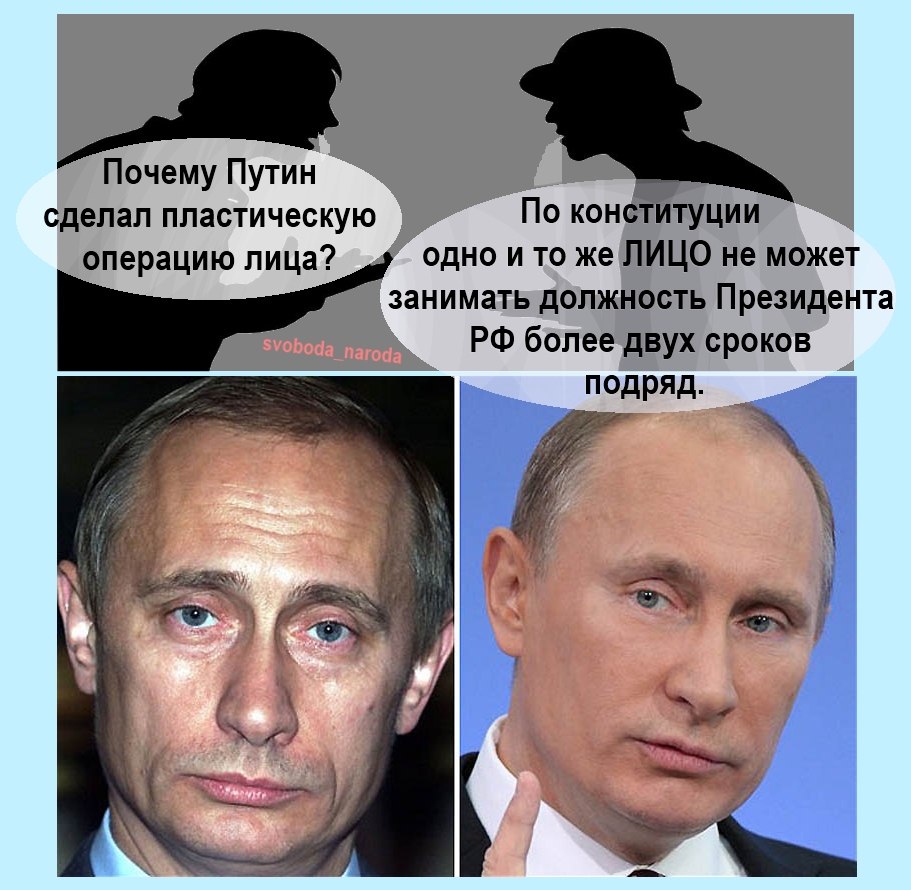 Почему Путин
сделал пластическую
операцию лица?
По конституции
одно и то же ЛИЦО не может
занимать должность Президента
РФ более двух сроков
подряд.
svoboda_naroda